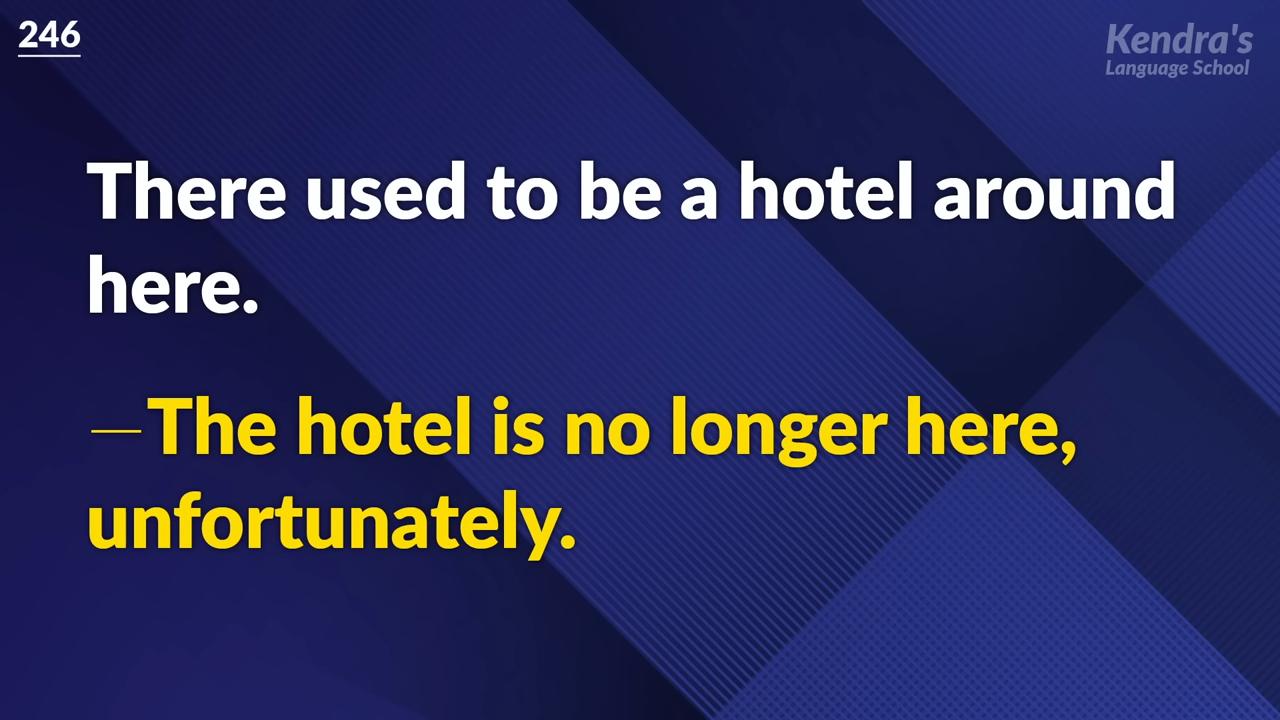 246
Kendra's
Language School
There used to be a hotel around
here.
—The hotel is no longer here,
unfortunately.